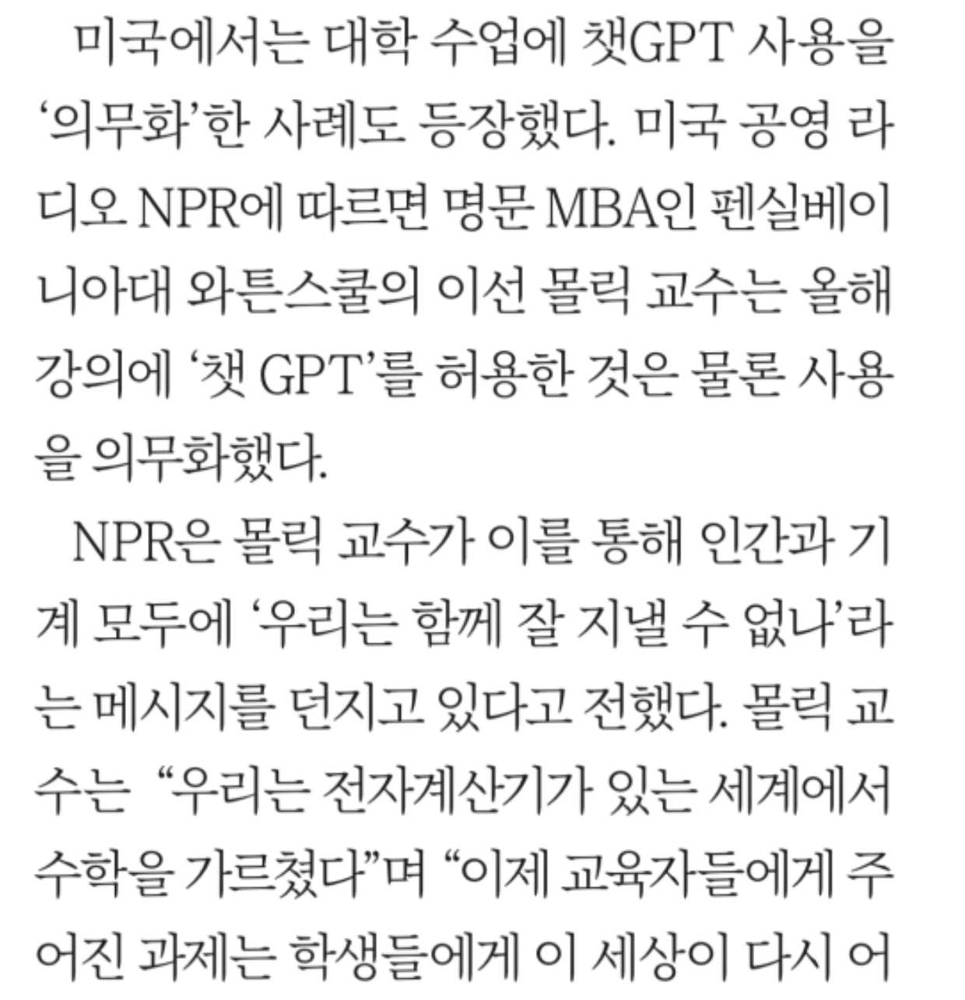 미국에서는 대학 수업에 챗GPT 사용을
‘의무화’한 사례도 등장했다. 미국 공영 라
디오 NPR에 따르면 명문 MBA인 펜실베이
니아대 와튼스쿨의 이선 몰릭 교수는 올해
강의에 ‘챗 GPT’를 허용한 것은 물론 사용
을 의무화했다.
NPR은 몰릭 교수가 이를 통해 인간과 기
계 모두에 ‘우리는 함께 잘 지낼 수 없나’라
는 메시지를 던지고 있다고 전했다. 몰릭 교
수는 “우리는 전자계산기가 있는 세계에서
수학을 가르쳤다”며 “이제 교육자들에게 주
어진 과제는 학생들에게 이 세상이 다시 어